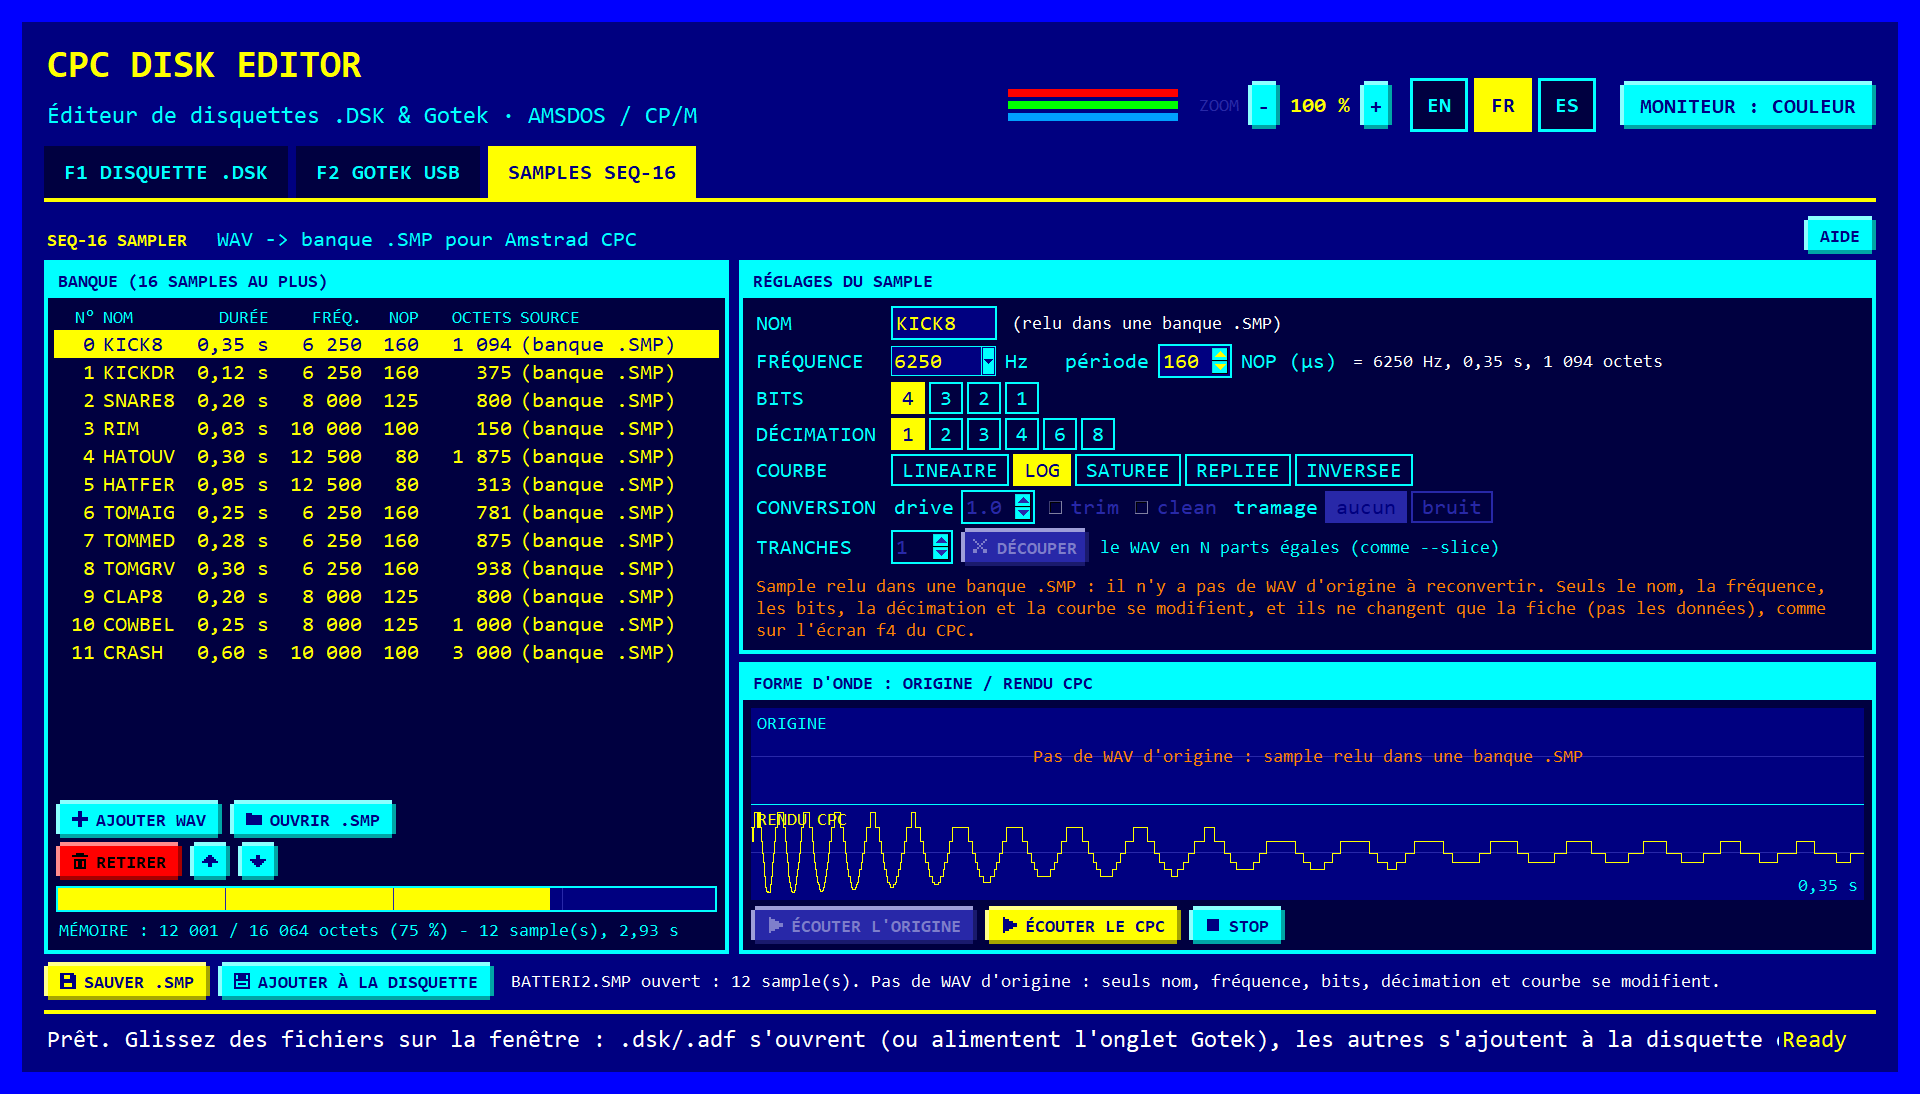 CPC DISK EDITOR
Éditeur de disquettes .DSK & Gotek · AMSDOS / CP/M
ZOOM - 100 % + EN FR ES MONITEUR : COULEUR
F1 DISQUETTE .DSK F2 GOTEK USB SAMPLES SEQ-16
SEQ-16 SAMPLER WAV -> banque .SMP pour Amstrad CPC AIDE
BANQUE (16 SAMPLES AU PLUS)
N° NOM DURÉE FRÉQ. NOP OCTETS SOURCE
0 KICK8 0,35 s 6 250 160 1 094 (banque .SMP)
1 KICKDR 0,12 s 6 250 160 375 (banque .SMP)
2 SNARE8 0,20 s 8 000 125 800 (banque .SMP)
3 RIM 0,03 s 10 000 100 150 (banque .SMP)
4 HATOUV 0,30 s 12 500 80 1 875 (banque .SMP)
5 HATFER 0,05 s 12 500 80 313 (banque .SMP)
6 TOMAIG 0,25 s 6 250 160 781 (banque .SMP)
7 TOMMED 0,28 s 6 250 160 875 (banque .SMP)
8 TOMGRV 0,30 s 6 250 160 938 (banque .SMP)
9 CLAP8 0,20 s 8 000 125 800 (banque .SMP)
10 COWBEL 0,25 s 8 000 125 1 000 (banque .SMP)
11 CRASH 0,60 s 10 000 100 3 000 (banque .SMP)
AJOUTER WAV OUVRIR .SMP
RETIRER
MÉMOIRE : 12 001 / 16 064 octets (75 %) - 12 sample(s), 2,93 s
RÉGLAGES DU SAMPLE
NOM KICK8 (relu dans une banque .SMP)
FRÉQUENCE 6250 Hz période 160 NOP (µs) = 6250 Hz, 0,35 s, 1 094 octets
BITS 4 3 2 1
DÉCIMATION 1 2 3 4 6 8
COURBE LINEAIRE LOG SATUREE REPLIEE INVERSEE
CONVERSION drive 1.0 trim clean tramage aucun bruit
TRANCHES 1 DÉCOUPER le WAV en N parts égales (comme --slice)
Sample relu dans une banque .SMP : il n'y a pas de WAV d'origine à reconvertir. Seuls le nom, la fréquence,
les bits, la décimation et la courbe se modifient, et ils ne changent que la fiche (pas les données), comme
sur l'écran f4 du CPC.
FORME D'ONDE : ORIGINE / RENDU CPC
ORIGINE
Pas de WAV d'origine : sample relu dans une banque .SMP
RENDU CPC
0,35 s
ÉCOUTER L'ORIGINE ÉCOUTER LE CPC STOP
SAUVER .SMP AJOUTER À LA DISQUETTE BATTERI2.SMP ouvert : 12 sample(s). Pas de WAV d'origine : seuls nom, fréquence, bits, décimation et courbe se modifient.
Prêt. Glissez des fichiers sur la fenêtre : .dsk/.adf s'ouvrent (ou alimentent l'onglet Gotek), les autres s'ajoutent à la disquette Ready